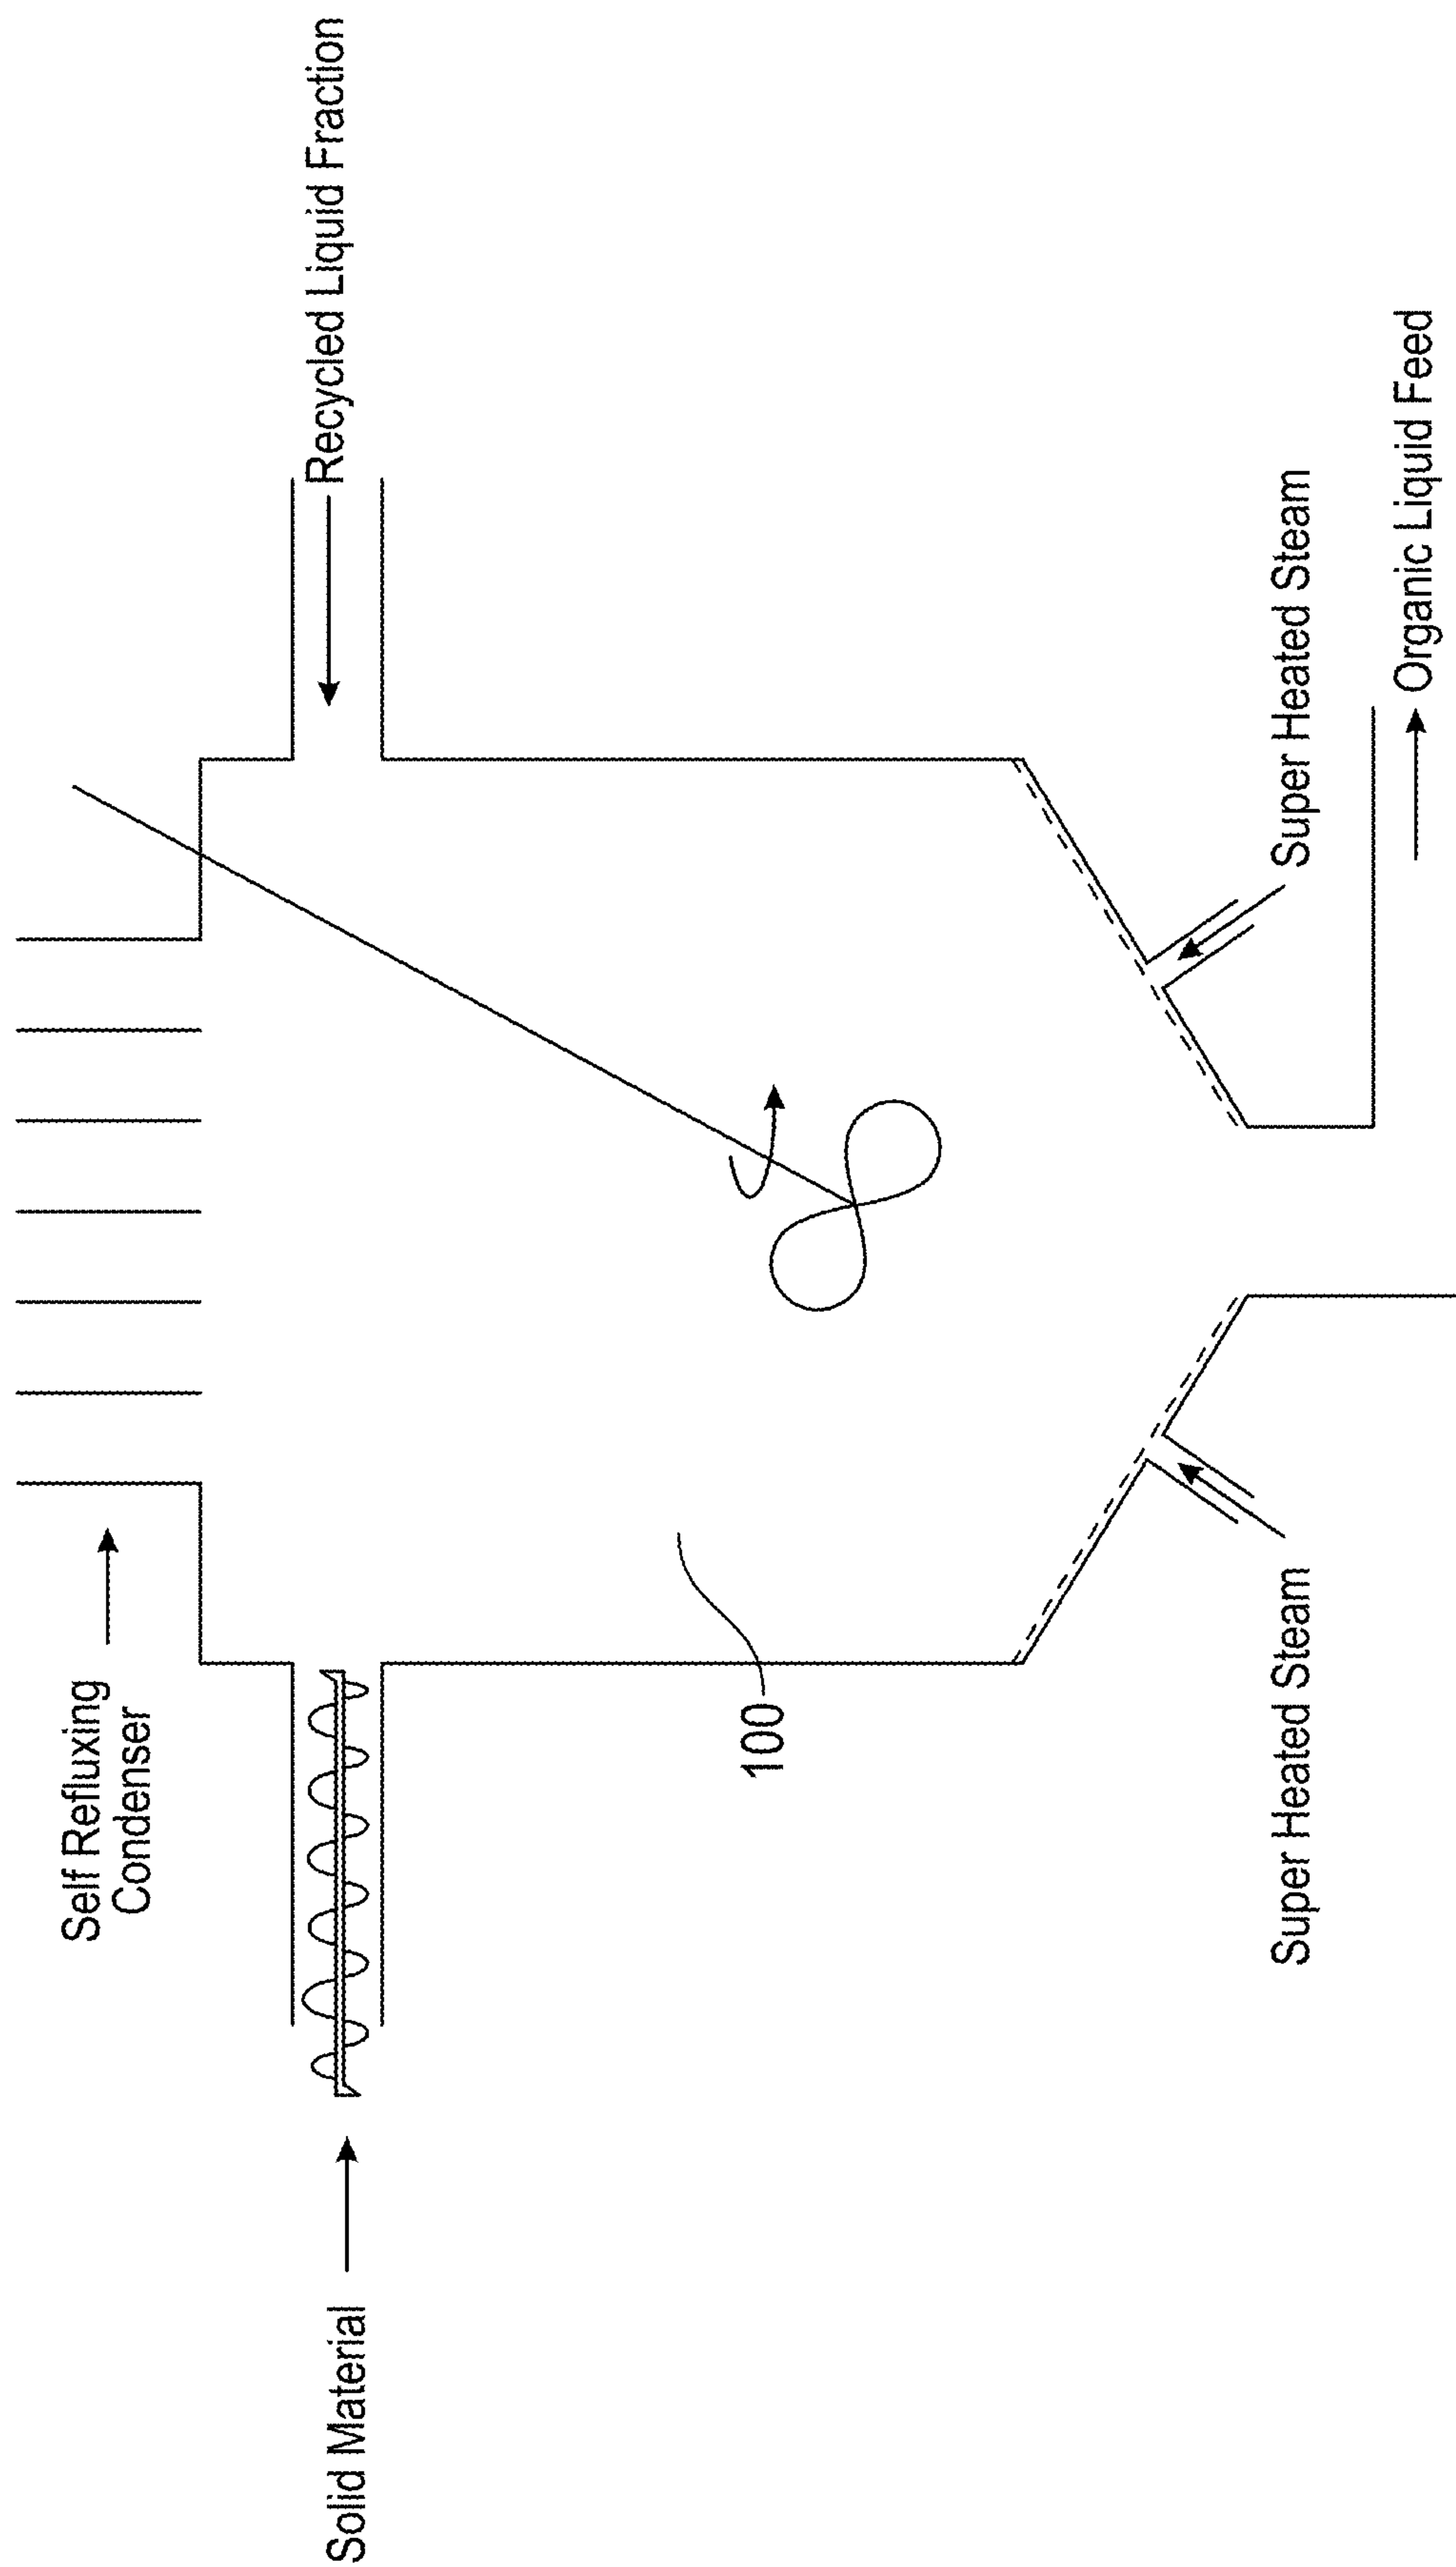 Self Refluxing
Condenser
Solid Material
Recycled Liquid Fraction
100
Super Heated Steam
Super Heated Steam
Organic Liquid Feed